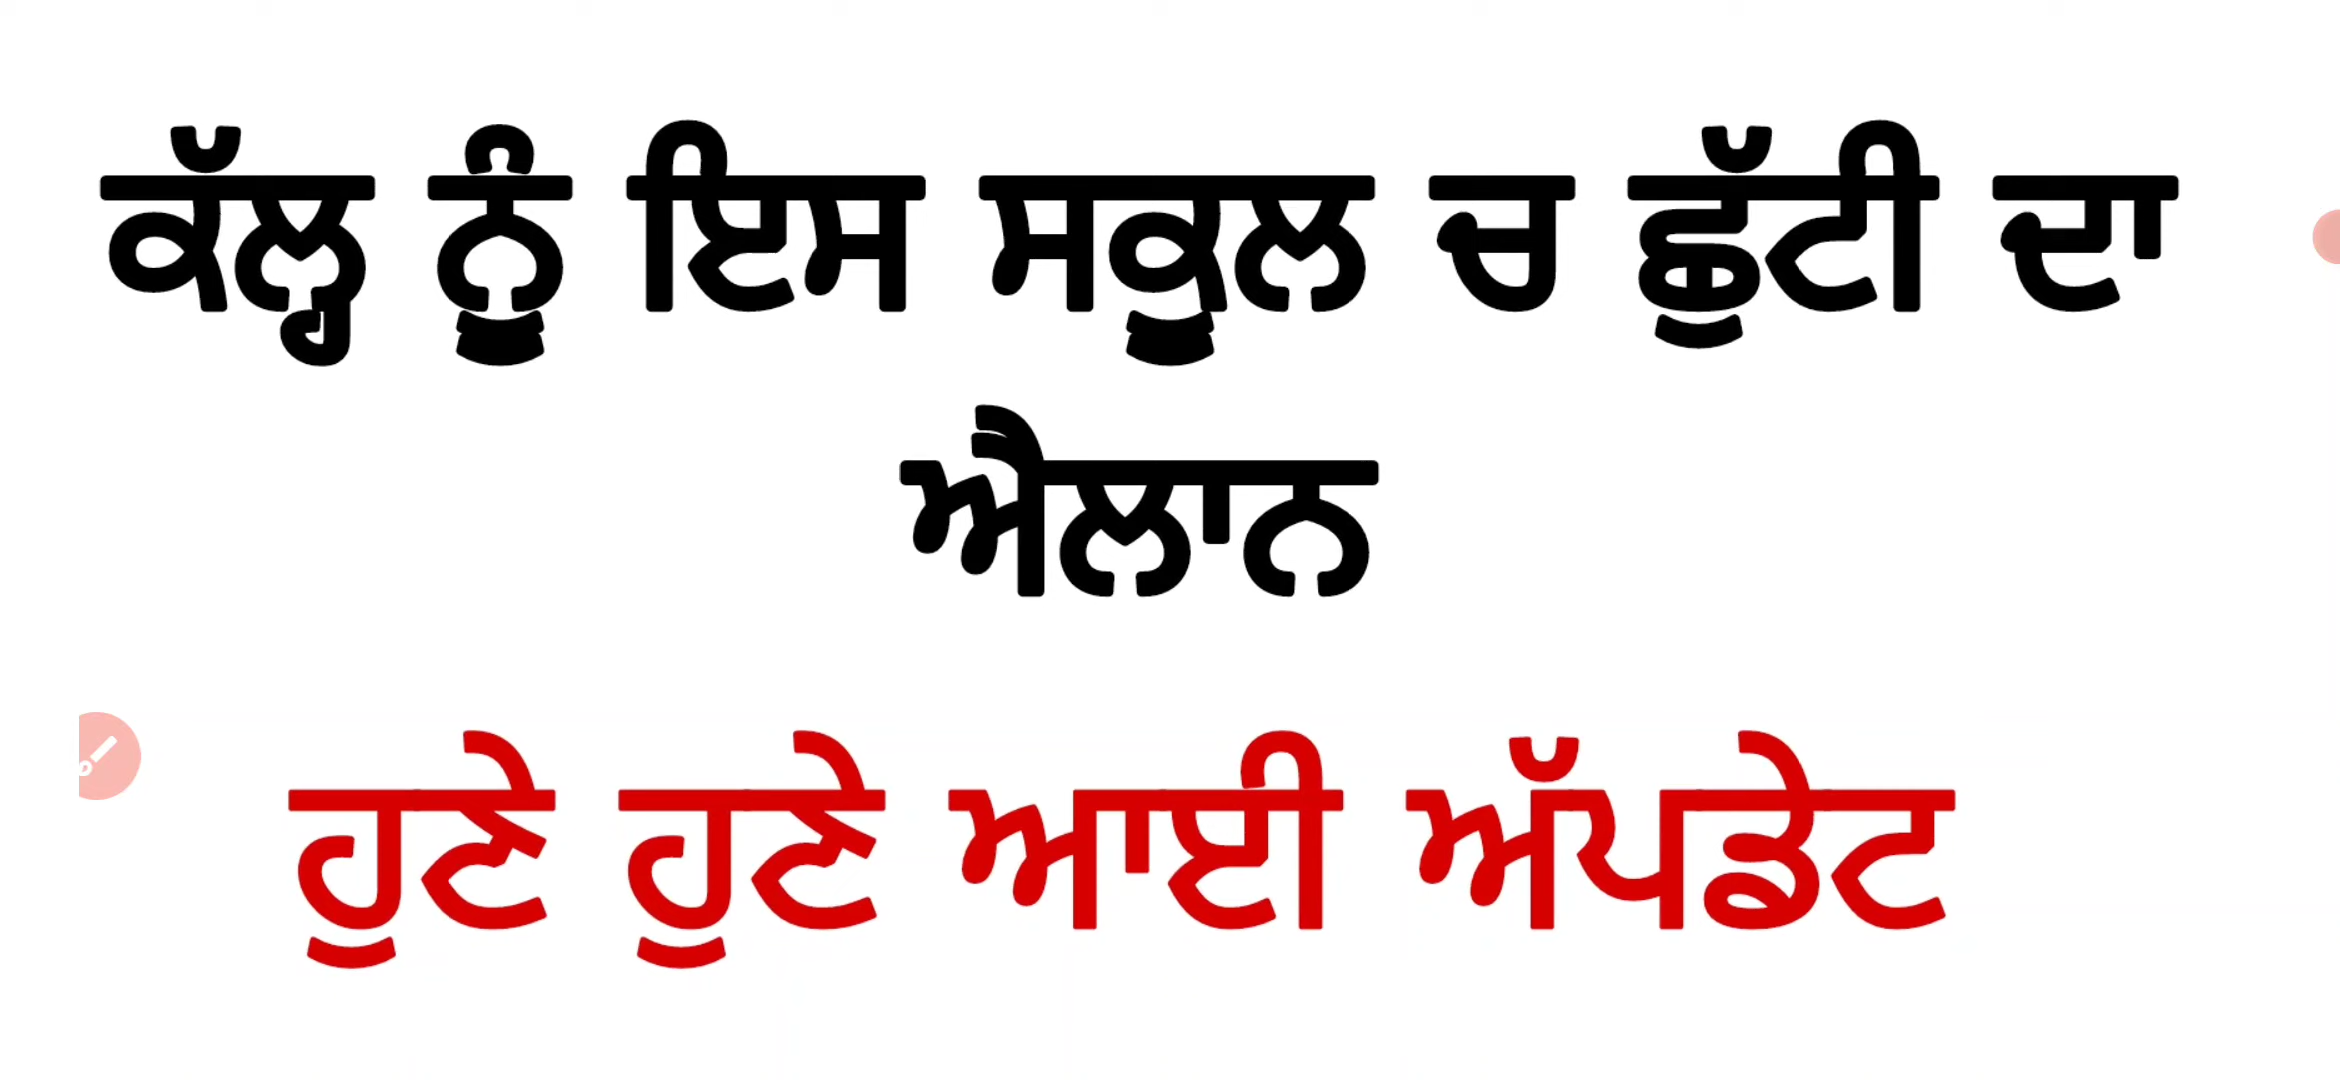 ਕੱਲ੍ਹ ਨੂੰ ਇਸ ਸਕੂਲ ਚ ਛੁੱਟੀ ਦਾ
ਐਲਾਨ
ਹੁਣੇ ਹੁਣੇ ਆਈ ਅੱਪਡੇਟ